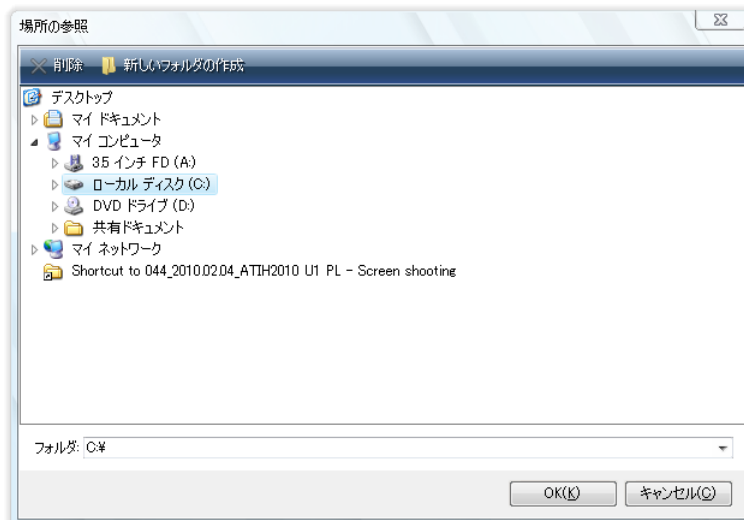 場所の参照
削除 新しいフォルダの作成
デスクトップ
マイ ドキュメント
マイ コンピュータ
3.5 インチ FD (A:)
ローカル ディスク (C:)
DVD ドライブ (D:)
共有ドキュメント
マイ ネットワーク
Shortcut to 044_2010.02.04_ATIH2010 U1 PL - Screen shooting
フォルダ: C:¥
OK(K) キャンセル(C)